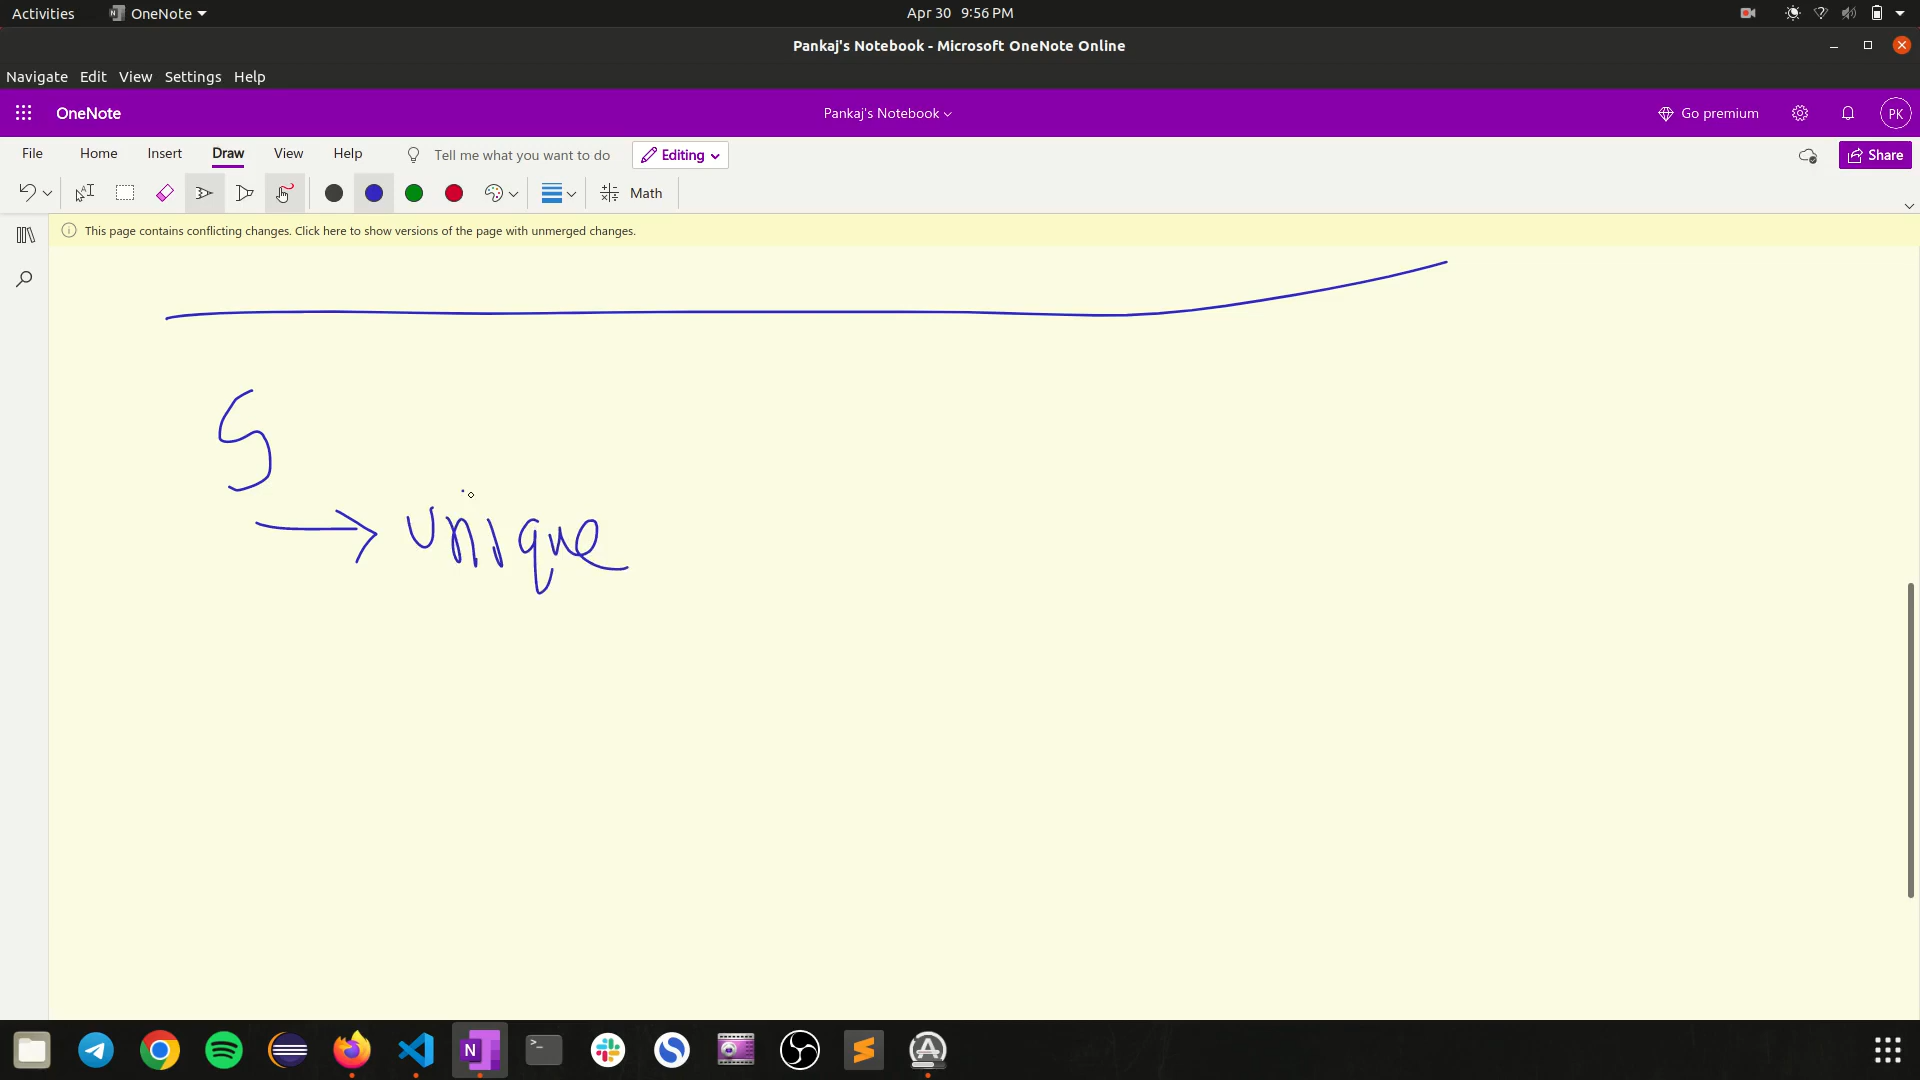 Activities OneNote Apr 30 9:56 PM
Pankaj's Notebook - Microsoft OneNote Online
Navigate Edit View Settings Help
OneNote Pankaj's Notebook Go premium PK
File Home Insert Draw View Help Tell me what you want to do Editing Share
Math
This page contains conflicting changes. Click here to show versions of the page with unmerged changes.
S
→ unique